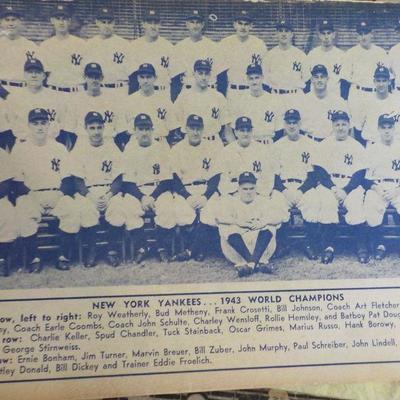 NEW YORK YANKEES... 1943 WORLD CHAMPIONS
row, left to right: Roy Weatherly, Bud Metheny, Frank Crosetti, Bill Johnson, Coach Art Fletcher
Coach Earle Coombs, Coach John Schulte, Charley Wensloff, Rollie Hemsley, and Batboy Pat Doug
row: Charlie Keller, Spud Chandler, Tuck Stainback, Oscar Grimes, Marius Russo, Hank Borowy,
George Stirnweiss.
Ernie Bonham, Jim Turner, Marvin Breuer, Bill Zuber, John Murphy, Paul Schreiber, John Lindell,
Donald, Bill Dickey and Trainer Eddie Froelich.